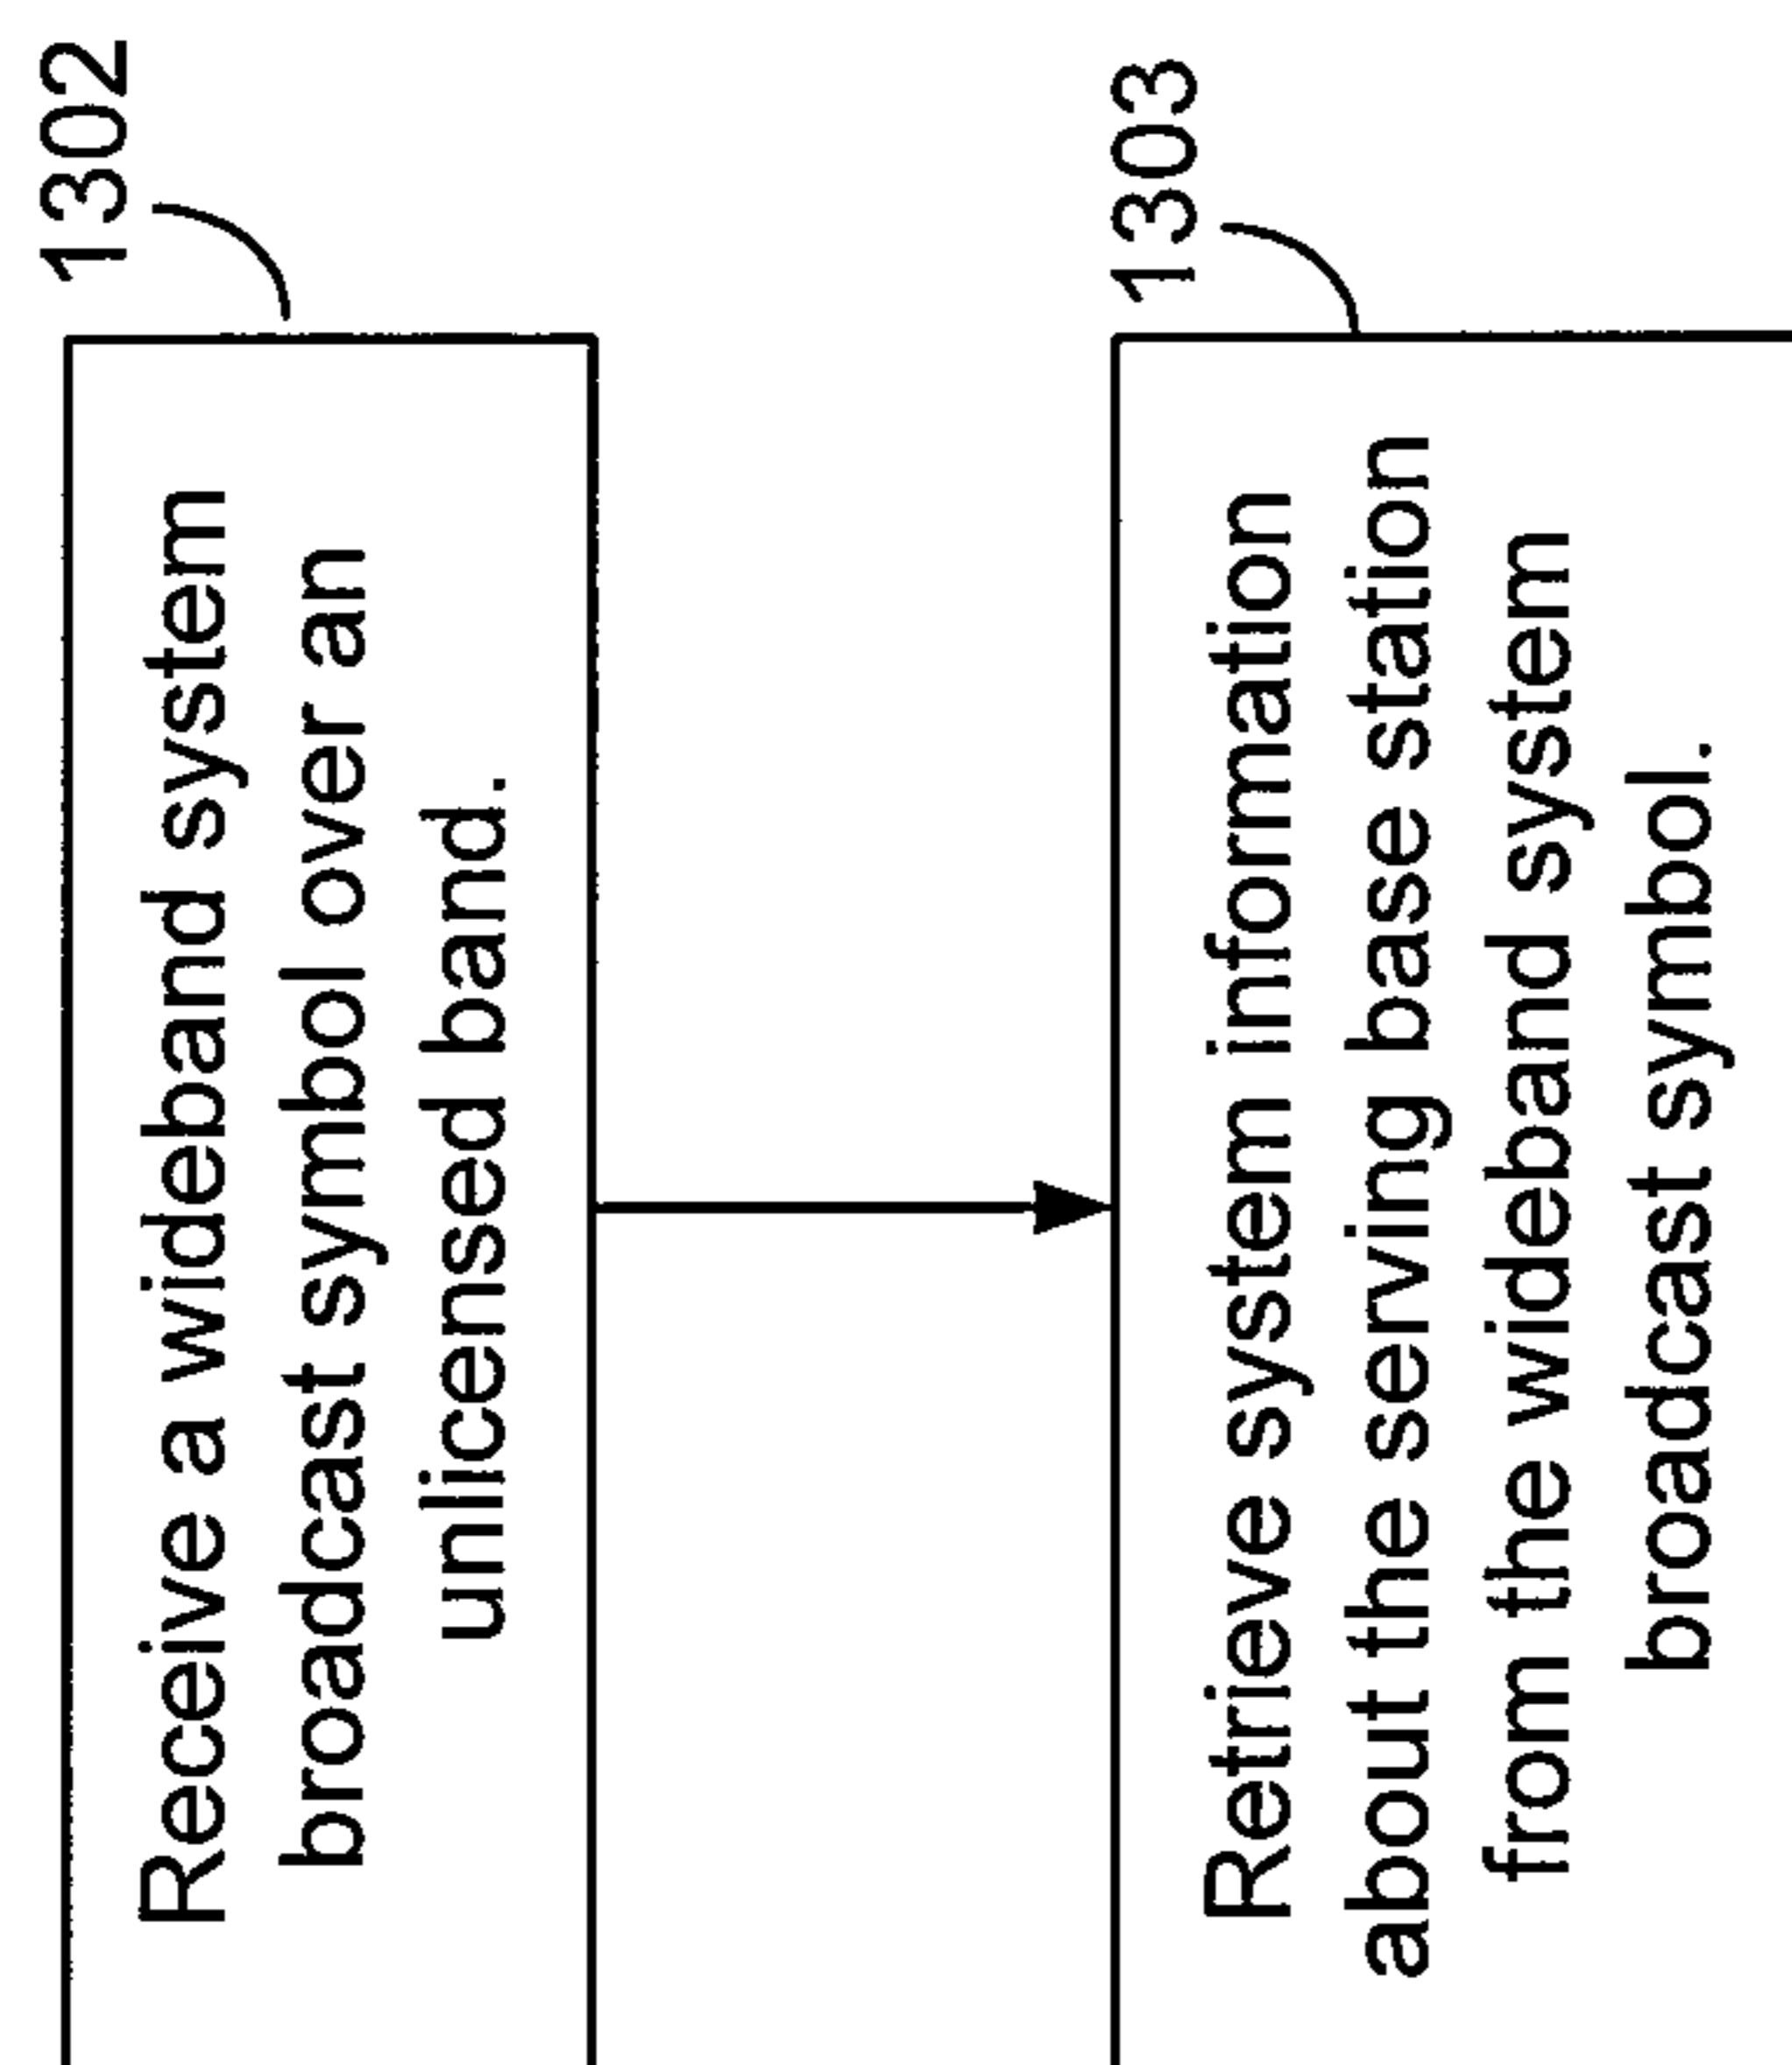 1302
Receive a wideband system
broadcast symbol over an
unlicensed band.
1303
Retrieve system information
about the serving base station
from the wideband system
broadcast symbol.